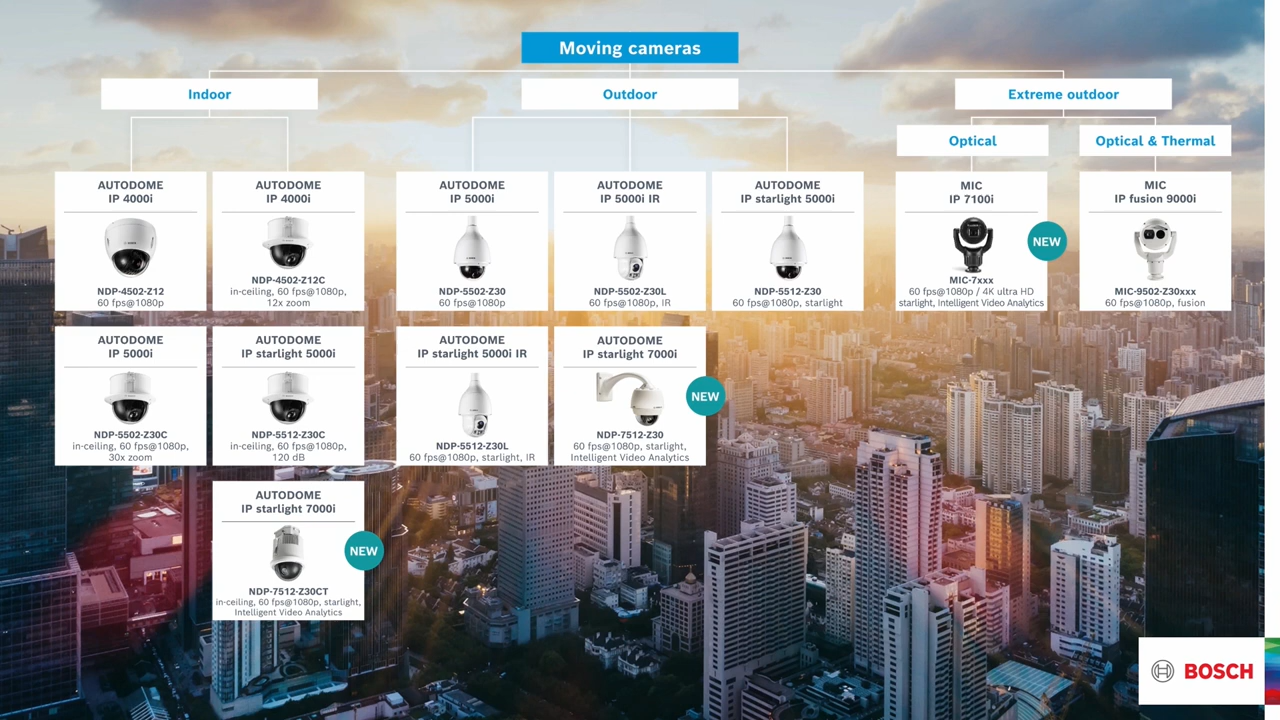 Moving cameras
Indoor
Outdoor
Extreme outdoor
Optical
Optical & Thermal
AUTODOME
IP 4000i
NDP-4502-Z12
60 fps@1080p
AUTODOME
IP 4000i
NDP-4502-Z12C
in-ceiling, 60 fps@1080p,
12x zoom
AUTODOME
IP 5000i
NDP-5502-Z30
60 fps@1080p
AUTODOME
IP 5000i IR
NDP-5502-Z30L
60 fps@1080p, IR
AUTODOME
IP starlight 5000i
NDP-5512-Z30
60 fps@1080p, starlight
MIC
IP 7100i
NEW
MIC-7xxx
60 fps@1080p / 4K ultra HD
starlight, Intelligent Video Analytics
MIC
IP fusion 9000i
MIC-9502-Z30xxx
60 fps@1080p, fusion
AUTODOME
IP 5000i
NDP-5502-Z30C
in-ceiling, 60 fps@1080p,
30x zoom
AUTODOME
IP starlight 5000i
NDP-5512-Z30C
in-ceiling, 60 fps@1080p,
120 dB
AUTODOME
IP starlight 5000i IR
NDP-5512-Z30L
60 fps@1080p, starlight, IR
AUTODOME
IP starlight 7000i
NEW
NDP-7512-Z30
60 fps@1080p, starlight,
Intelligent Video Analytics
AUTODOME
IP starlight 7000i
NEW
NDP-7512-Z30CT
in-ceiling, 60 fps@1080p, starlight,
Intelligent Video Analytics
BOSCH